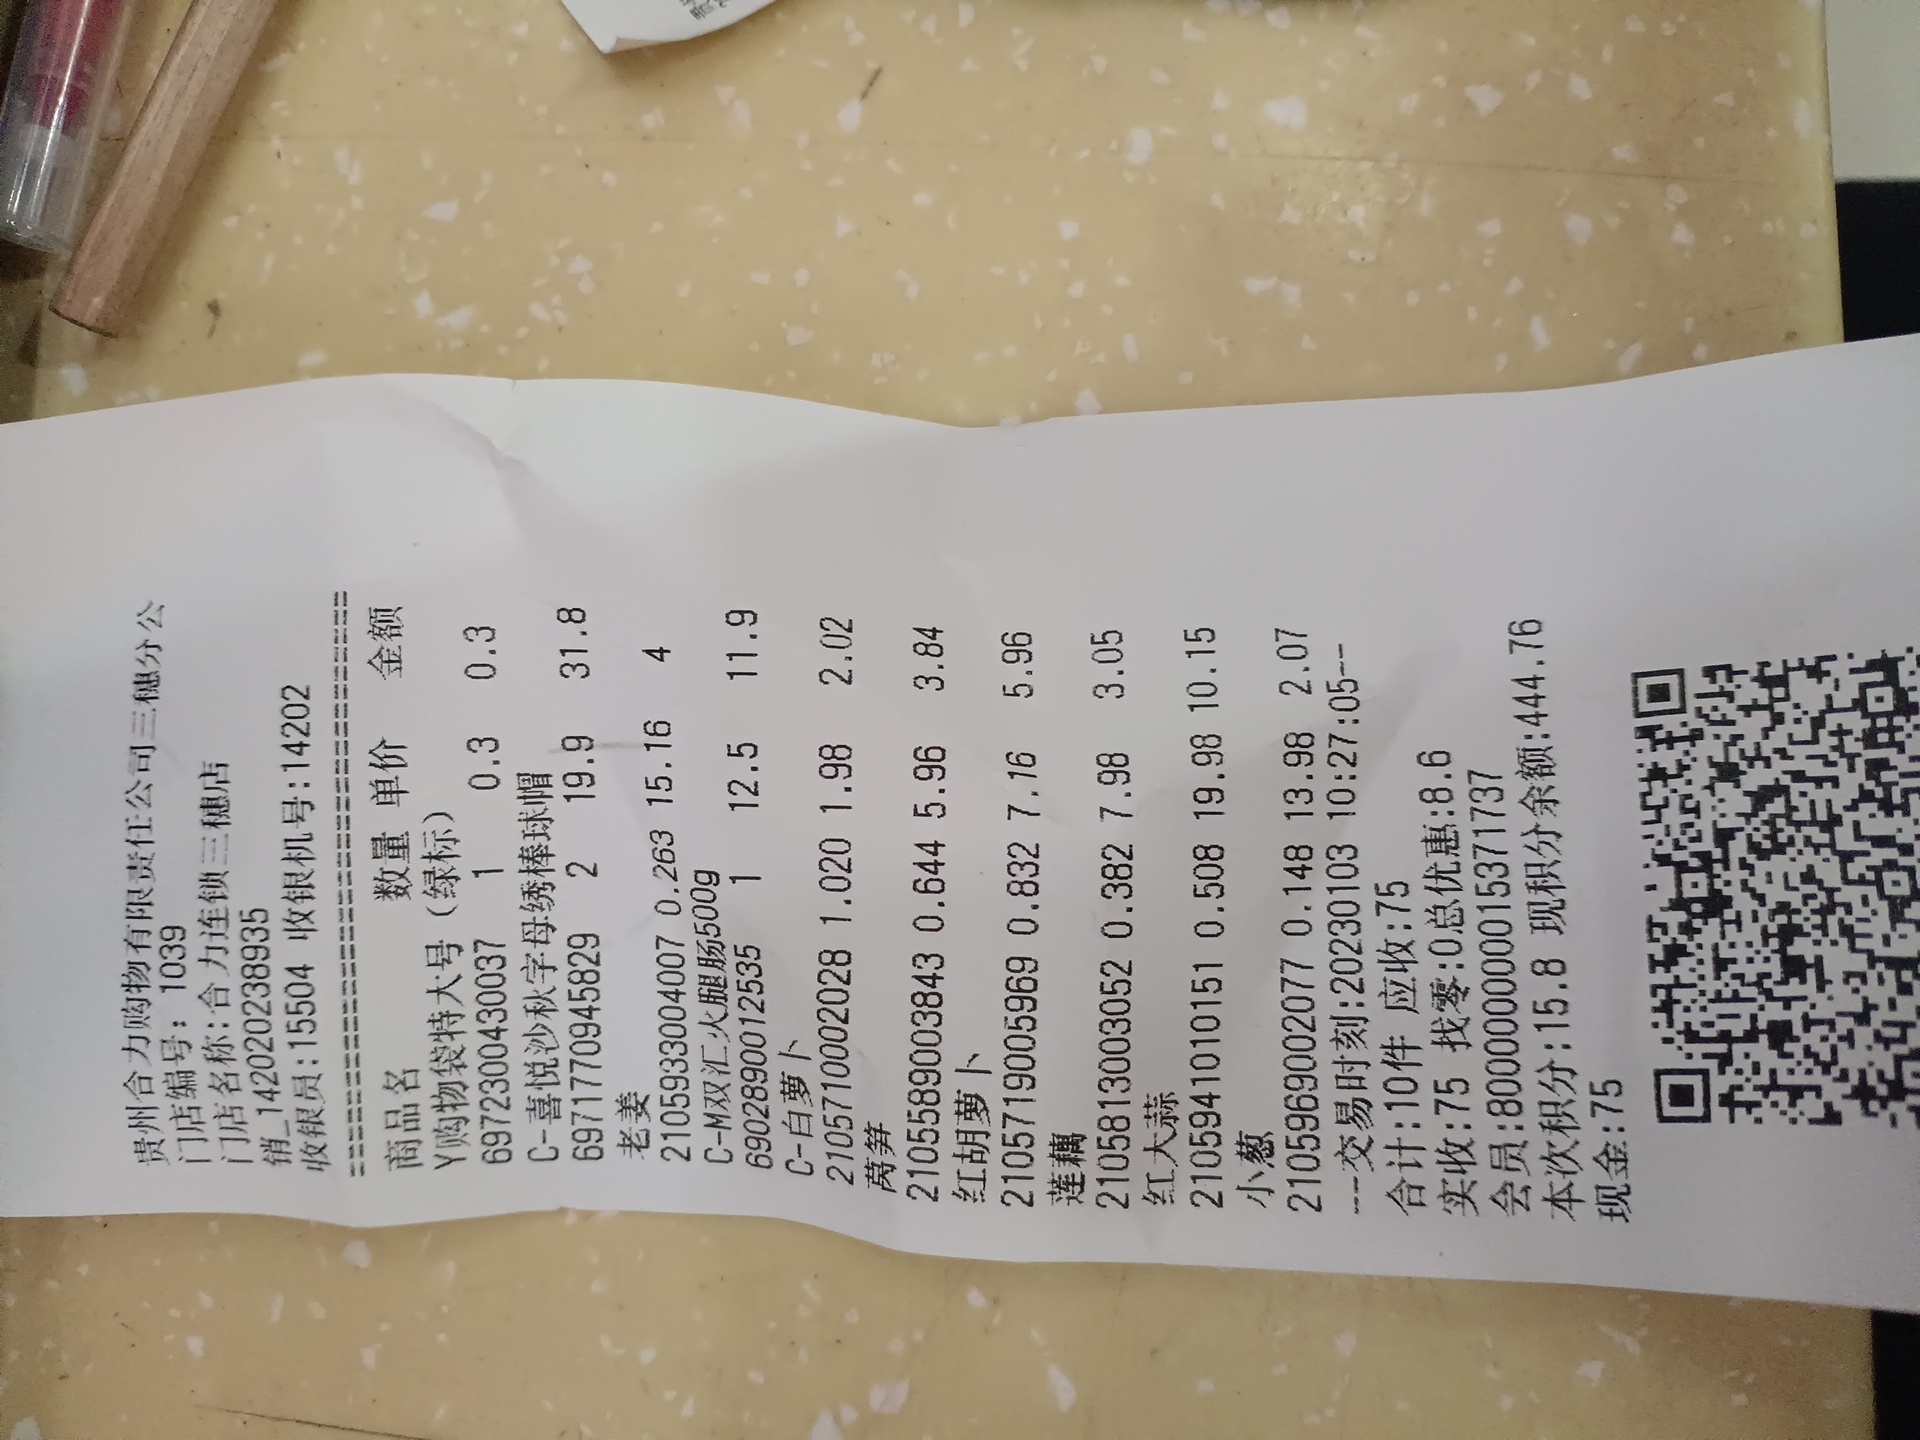 贵州合力购物有限责任公司三穗分公
门店编号: 1039
门店名称:合力连锁三穗店
销_1420202389935
收银员:15504 收银机号:14202
商品名 数量 单价 金额
Y购物袋特大号(绿标)
6972300430037 1 0.3 0.3
C-喜悦沙秋字母绣棒球帽
6971770945829 2 19.9 31.8
老姜
2105933004007 0.263 15.16 4
C-M双汇火腿肠500g
6902890012535 1 12.5 11.9
C-白萝卜
2105710002028 1.020 1.98 2.02
莴笋
2105589003843 0.644 5.96 3.84
红胡萝卜
2105719005969 0.832 7.16 5.96
莲藕
2105813003052 0.382 7.98 3.05
红大蒜
2105941010151 0.508 19.98 10.15
小葱
2105969002077 0.148 13.98 2.07
---交易时刻:20230103 10:27:05--
合计:10件 应收:75
实收:75 找零:0总优惠:8.6
会员:80000000015371737
本次积分:15.8 现积分余额:444.76
现金:75